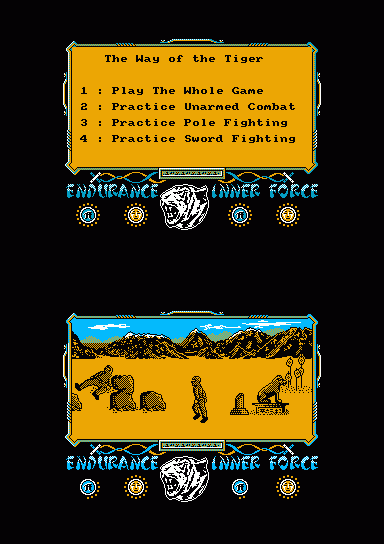 The Way of the Tiger
1 : Play The Whole Game
2 : Practice Unarmed Combat
3 : Practice Pole Fighting
4 : Practice Sword Fighting
ENDURANCE INNER FORCE
ENDURANCE INNER FORCE